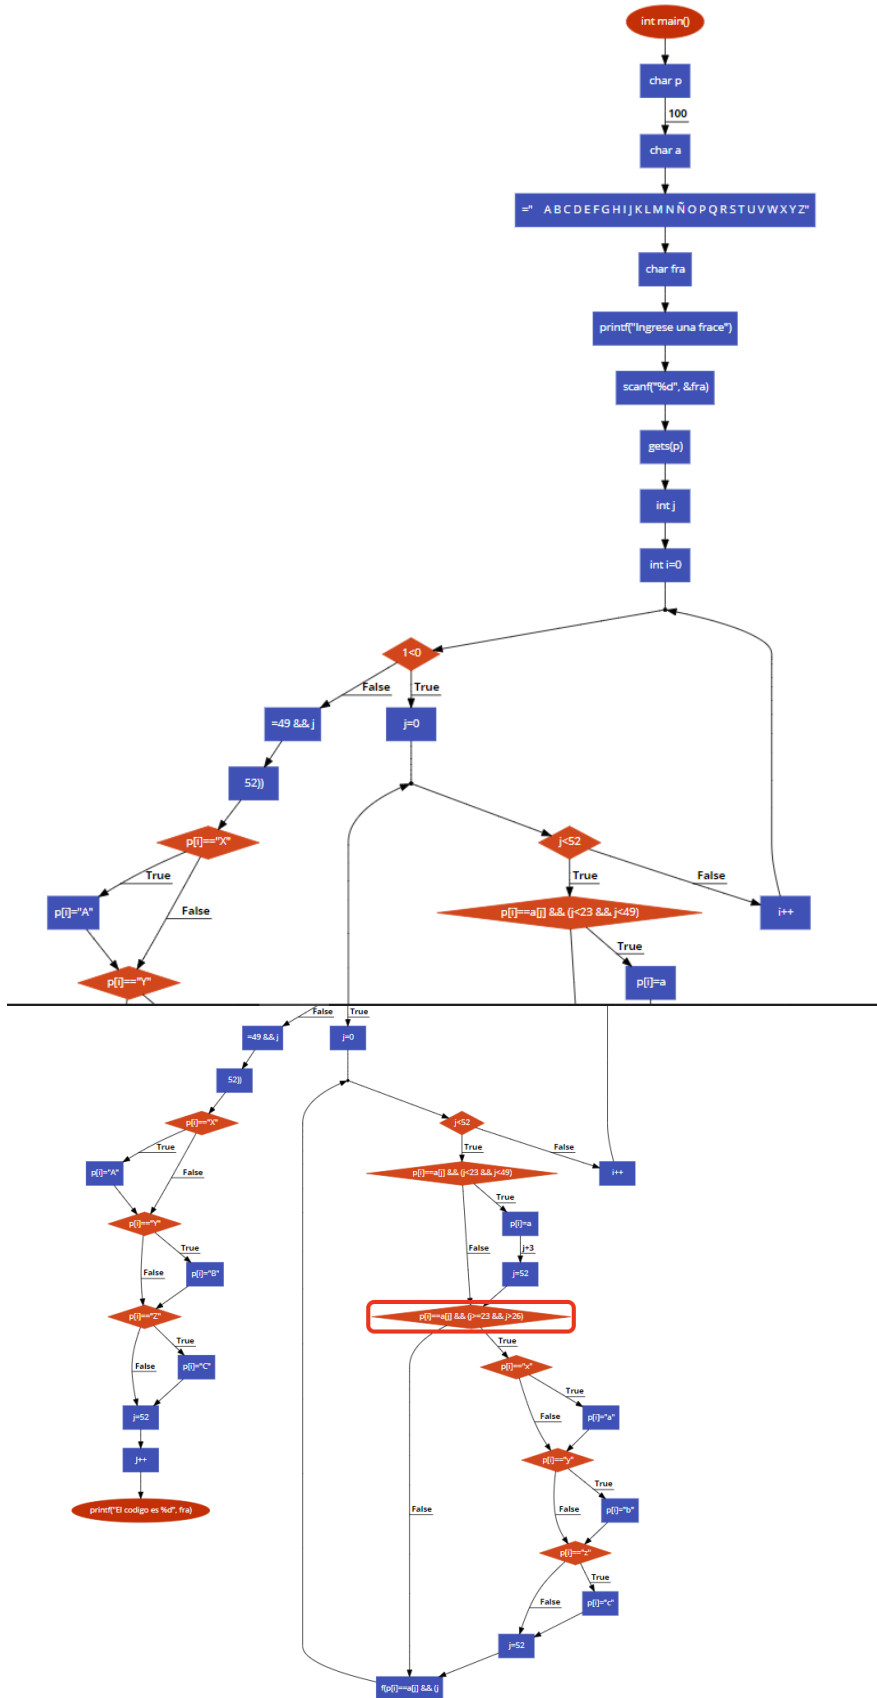 int main()
char p
100
char a
=" A B C D E F G H I J K L M N Ñ O P Q R S T U V W X Y Z"
char fra
printf("Ingrese una frace")
scanf("%d", &fra)
gets(p)
int j
int i=0
1<0
False
True
=49 && j
j=0
52))
p[i]=="X"
j<52
True
True
False
p[i]="A"
False
p[i]==a[j] && (j<23 && j<49)
i++
True
p[i]=="Y"
p[i]=a
False
True
=49 && j
j=0
52))
p[i]=="X"
j<52
True
True
False
p[i]="A"
False
p[i]==a[j] && (j<23 && j<49)
i++
True
p[i]=="Y"
p[i]=a
True
False
j+3
False
p[i]="B"
j=52
p[i]=="Z"
p[i]==a[j] && (j>=23 && j>26)
True
True
False
p[i]="C"
p[i]=="x"
True
j=52
False
p[i]="a"
J++
p[i]=="y"
True
printf("El codigo es %d", fra)
False
False
p[i]="b"
p[i]=="z"
True
False
p[i]="c"
j=52
f(p[i]==a[j] && (j